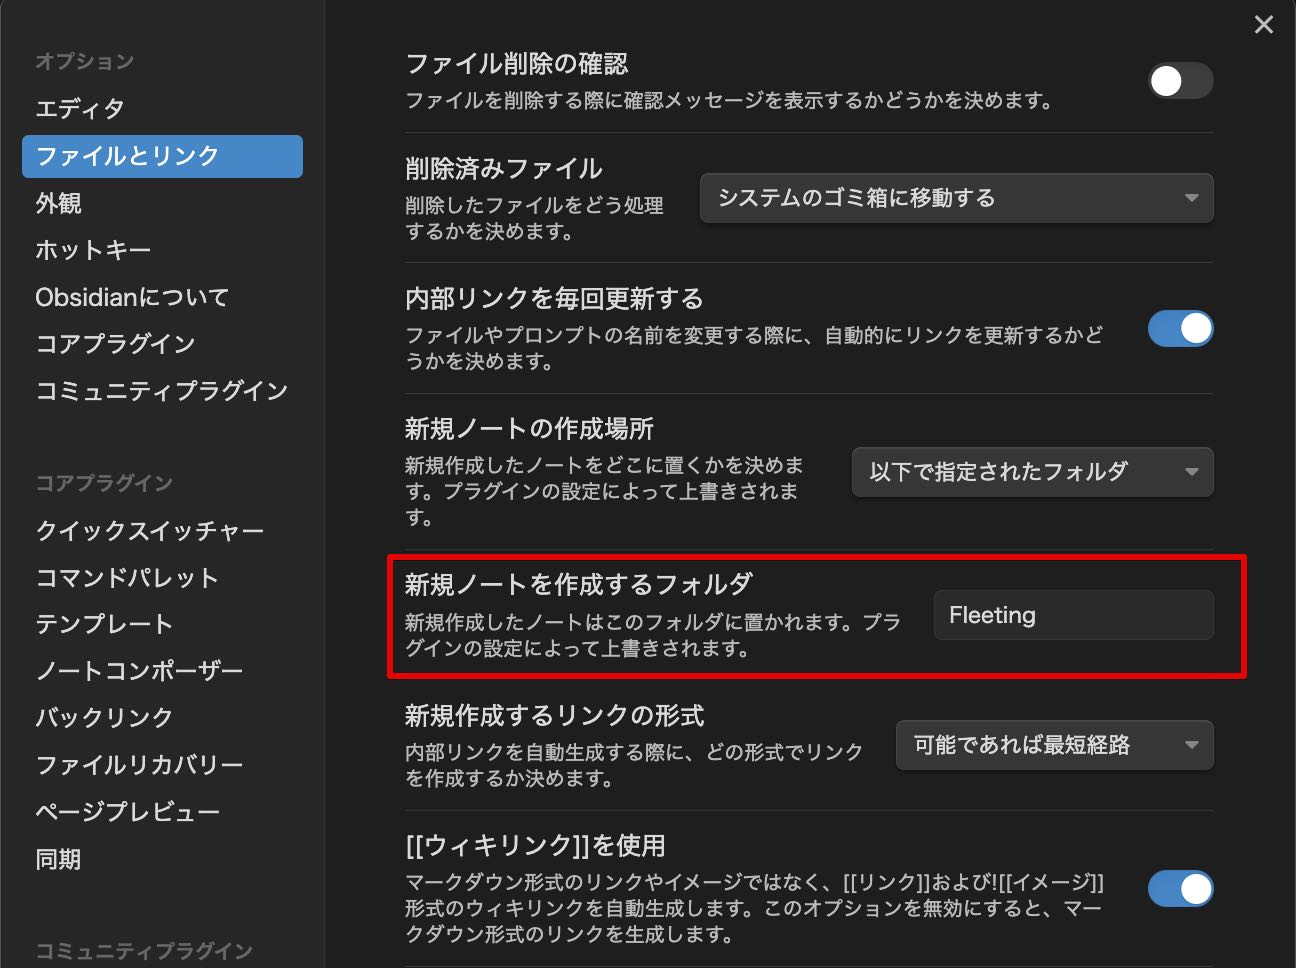 オプション
エディタ
ファイルとリンク
外観
ホットキー
Obsidianについて
コアプラグイン
コミュニティプラグイン
コアプラグイン
クイックスイッチャー
コマンドパレット
テンプレート
ノートコンポーザー
バックリンク
ファイルリカバリー
ページプレビュー
同期
コミュニティプラグイン
ファイル削除の確認
ファイルを削除する際に確認メッセージを表示するかどうかを決めます。
削除済みファイル
削除したファイルをどう処理
するかを決めます。
システムのゴミ箱に移動する
内部リンクを毎回更新する
ファイルやプロンプトの名前を変更する際に、自動的にリンクを更新するかど
うかを決めます。
新規ノートの作成場所
新規作成したノートをどこに置くかを決めま
す。プラグインの設定によって上書きされま
す。
以下で指定されたフォルダ
新規ノートを作成するフォルダ
新規作成したノートはこのフォルダに置かれます。プラ
グインの設定によって上書きされます。
Fleeting
新規作成するリンクの形式
内部リンクを自動生成する際に、どの形式でリンク
を作成するか決めます。
可能であれば最短経路
[[ウィキリンク]]を使用
マークダウン形式のリンクやイメージではなく、[[リンク]]および![[イメージ]]
形式のウィキリンクを自動生成します。このオプションを無効にすると、マー
クダウン形式のリンクを生成します。